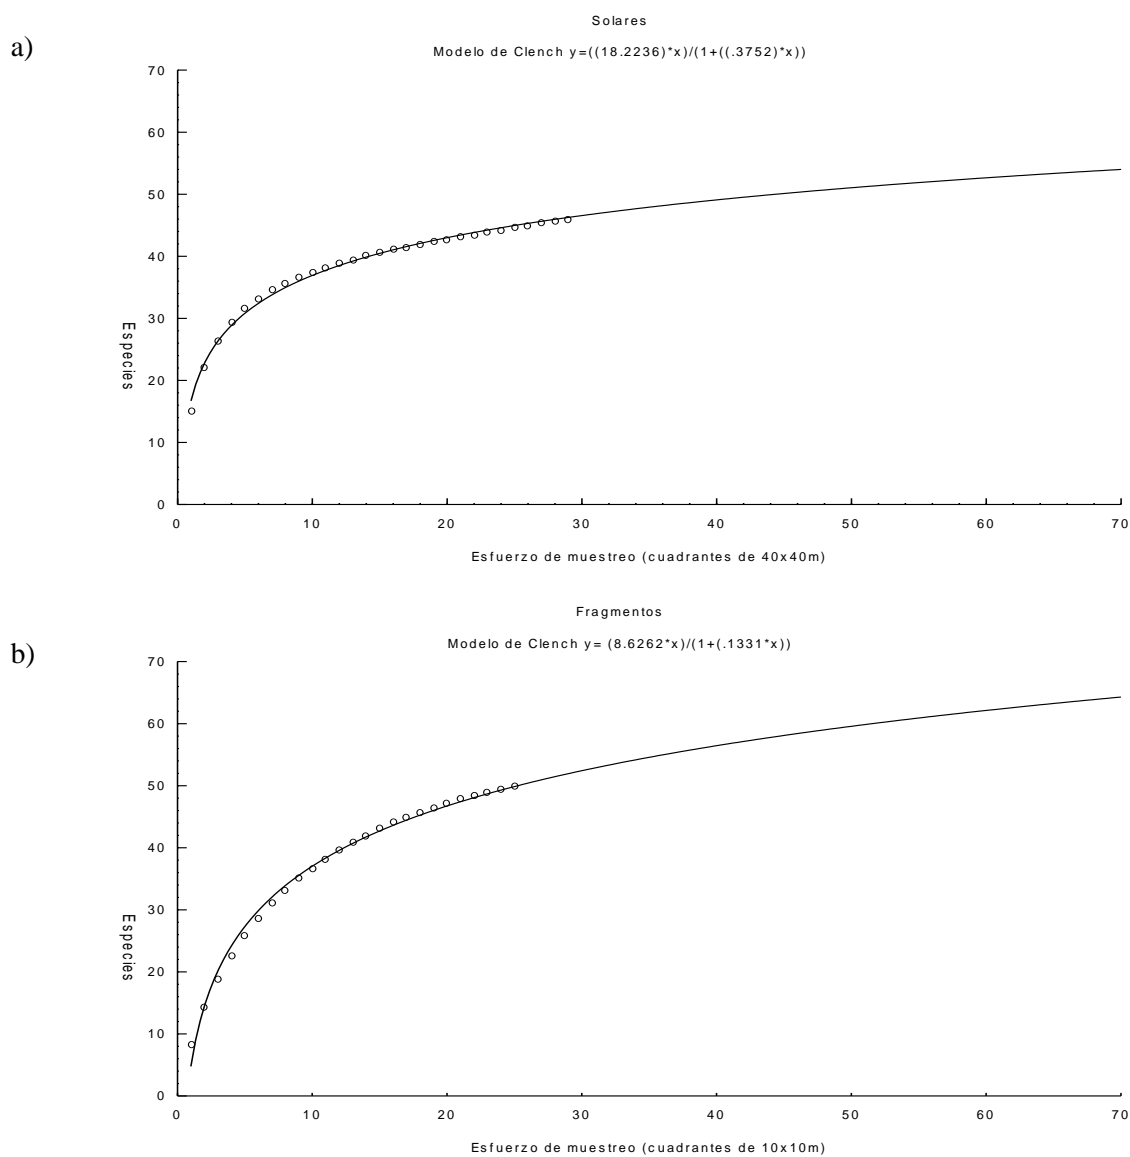 Solares
a)
Modelo de Clench y=((18.2236)*x)/(1+((.3752)*x))
70
60
50
40
30
20
10
0
Especies
0 10 20 30 40 50 60 70
Esfuerzo de muestreo (cuadrantes de 40x40m)
Fragmentos
b)
Modelo de Clench y= (8.6262*x)/(1+(.1331*x))
70
60
50
40
30
20
10
0
Especies
0 10 20 30 40 50 60 70
Esfuerzo de muestreo (cuadrantes de 10x10m)